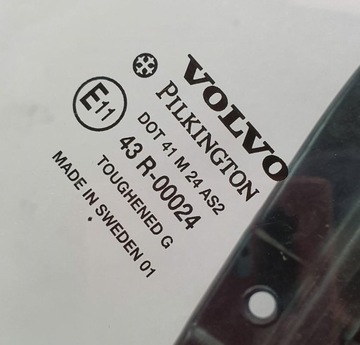 VOLVO
PILKINGTON
E11
DOT 41 M 24 AS2
43 R-00024
TOUGHENED G
MADE IN SWEDEN 01